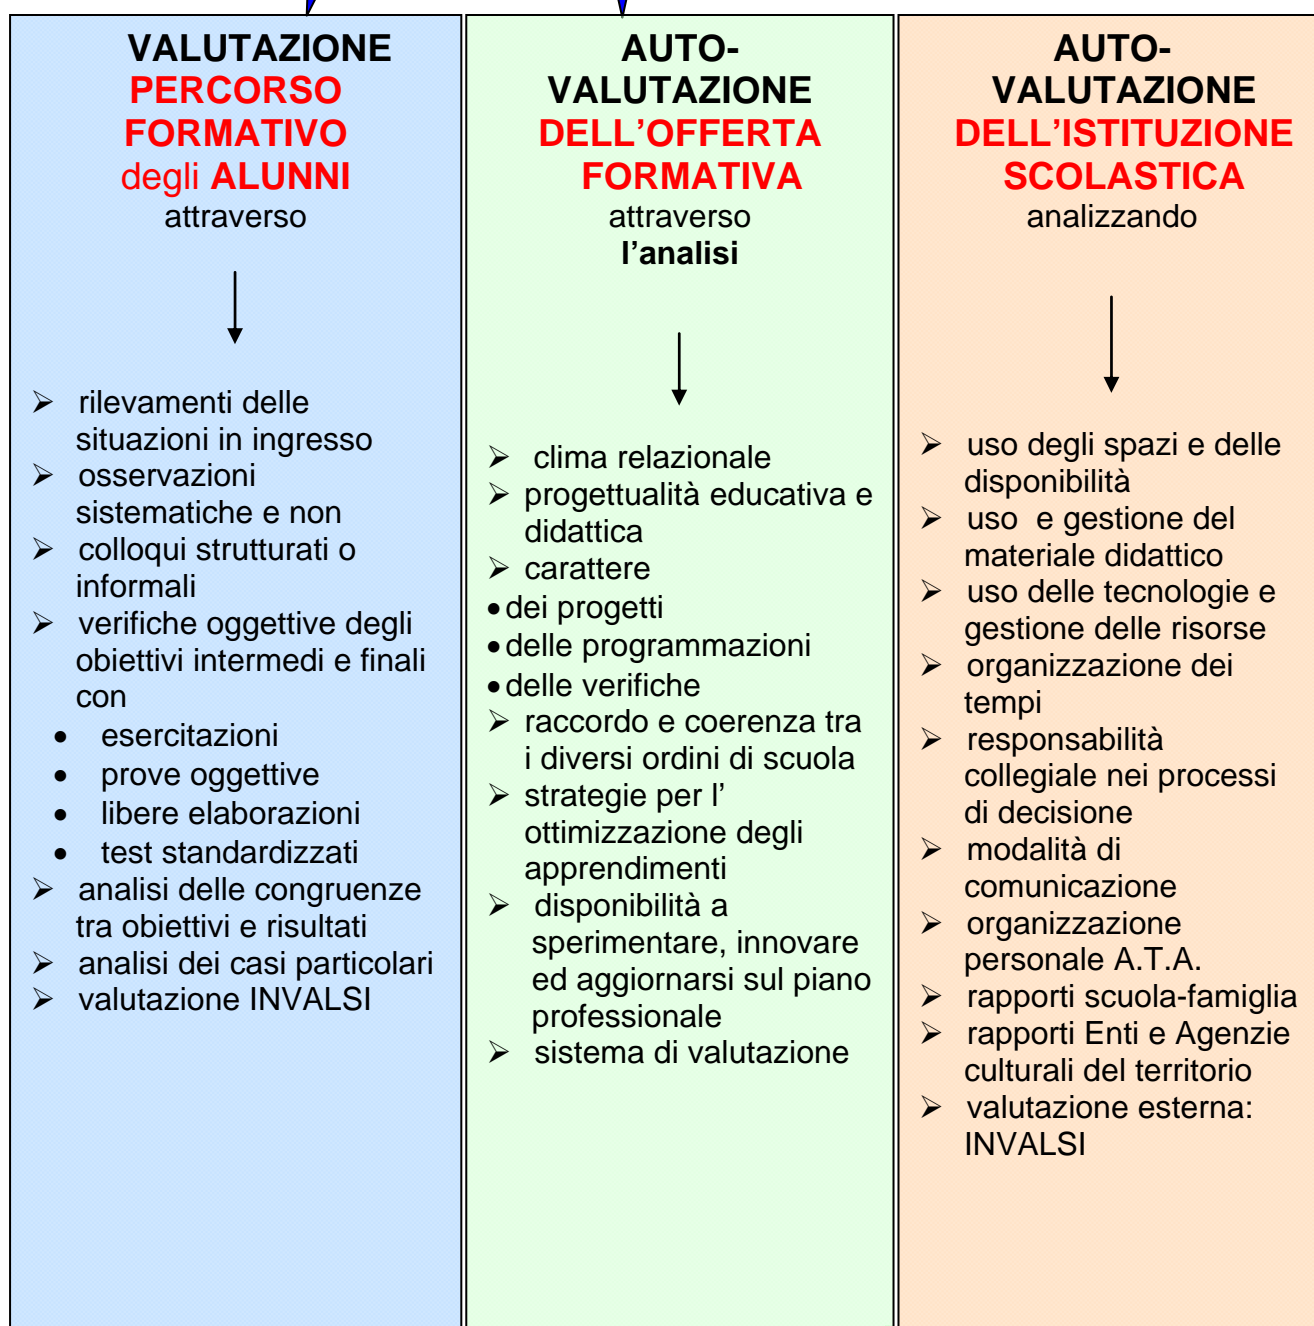 VALUTAZIONE
PERCORSO
FORMATIVO
degli ALUNNI
attraverso
➢ rilevamenti delle
situazioni in ingresso
➢ osservazioni
sistematiche e non
➢ colloqui strutturati o
informali
➢ verifiche oggettive degli
obiettivi intermedi e finali
con
• esercitazioni
• prove oggettive
• libere elaborazioni
• test standardizzati
➢ analisi delle congruenze
tra obiettivi e risultati
➢ analisi dei casi particolari
➢ valutazione INVALSI
AUTO-
VALUTAZIONE
DELL’OFFERTA
FORMATIVA
attraverso
l’analisi
➢ clima relazionale
➢ progettualità educativa e
didattica
➢ carattere
• dei progetti
• delle programmazioni
• delle verifiche
➢ raccordo e coerenza tra
i diversi ordini di scuola
➢ strategie per l’
ottimizzazione degli
apprendimenti
➢ disponibilità a
sperimentare, innovare
ed aggiornarsi sul piano
professionale
➢ sistema di valutazione
AUTO-
VALUTAZIONE
DELL’ISTITUZIONE
SCOLASTICA
analizzando
➢ uso degli spazi e delle
disponibilità
➢ uso e gestione del
materiale didattico
➢ uso delle tecnologie e
gestione delle risorse
➢ organizzazione dei
tempi
➢ responsabilità
collegiale nei processi
di decisione
➢ modalità di
comunicazione
➢ organizzazione
personale A.T.A.
➢ rapporti scuola-famiglia
➢ rapporti Enti e Agenzie
culturali del territorio
➢ valutazione esterna:
INVALSI